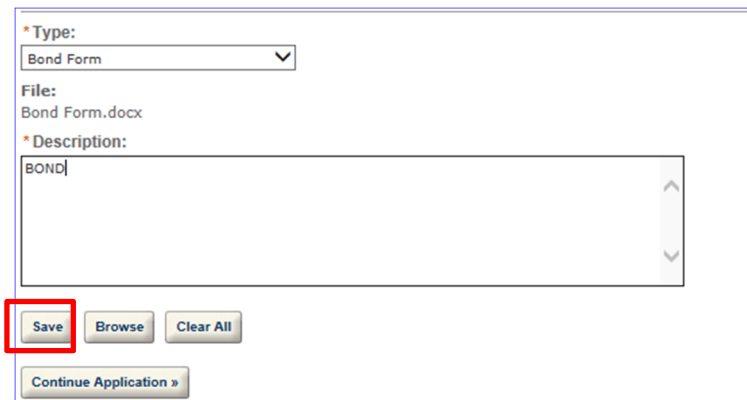 *Type:
Bond Form
File:
Bond Form.docx
*Description:
BOND
Save Browse Clear All
Continue Application »